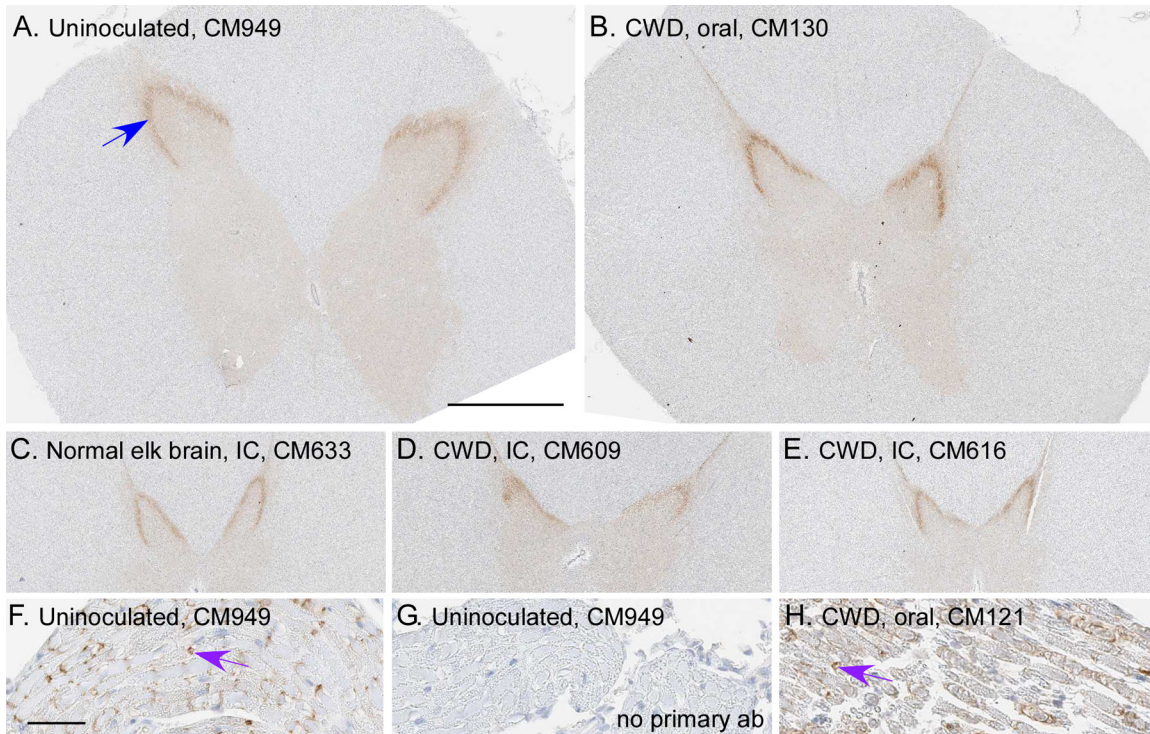 A. Uninoculated, CM949
B. CWD, oral, CM130
C. Normal elk brain, IC, CM633
D. CWD, IC, CM609
E. CWD, IC, CM616
F. Uninoculated, CM949
G. Uninoculated, CM949
no primary ab
H. CWD, oral, CM121